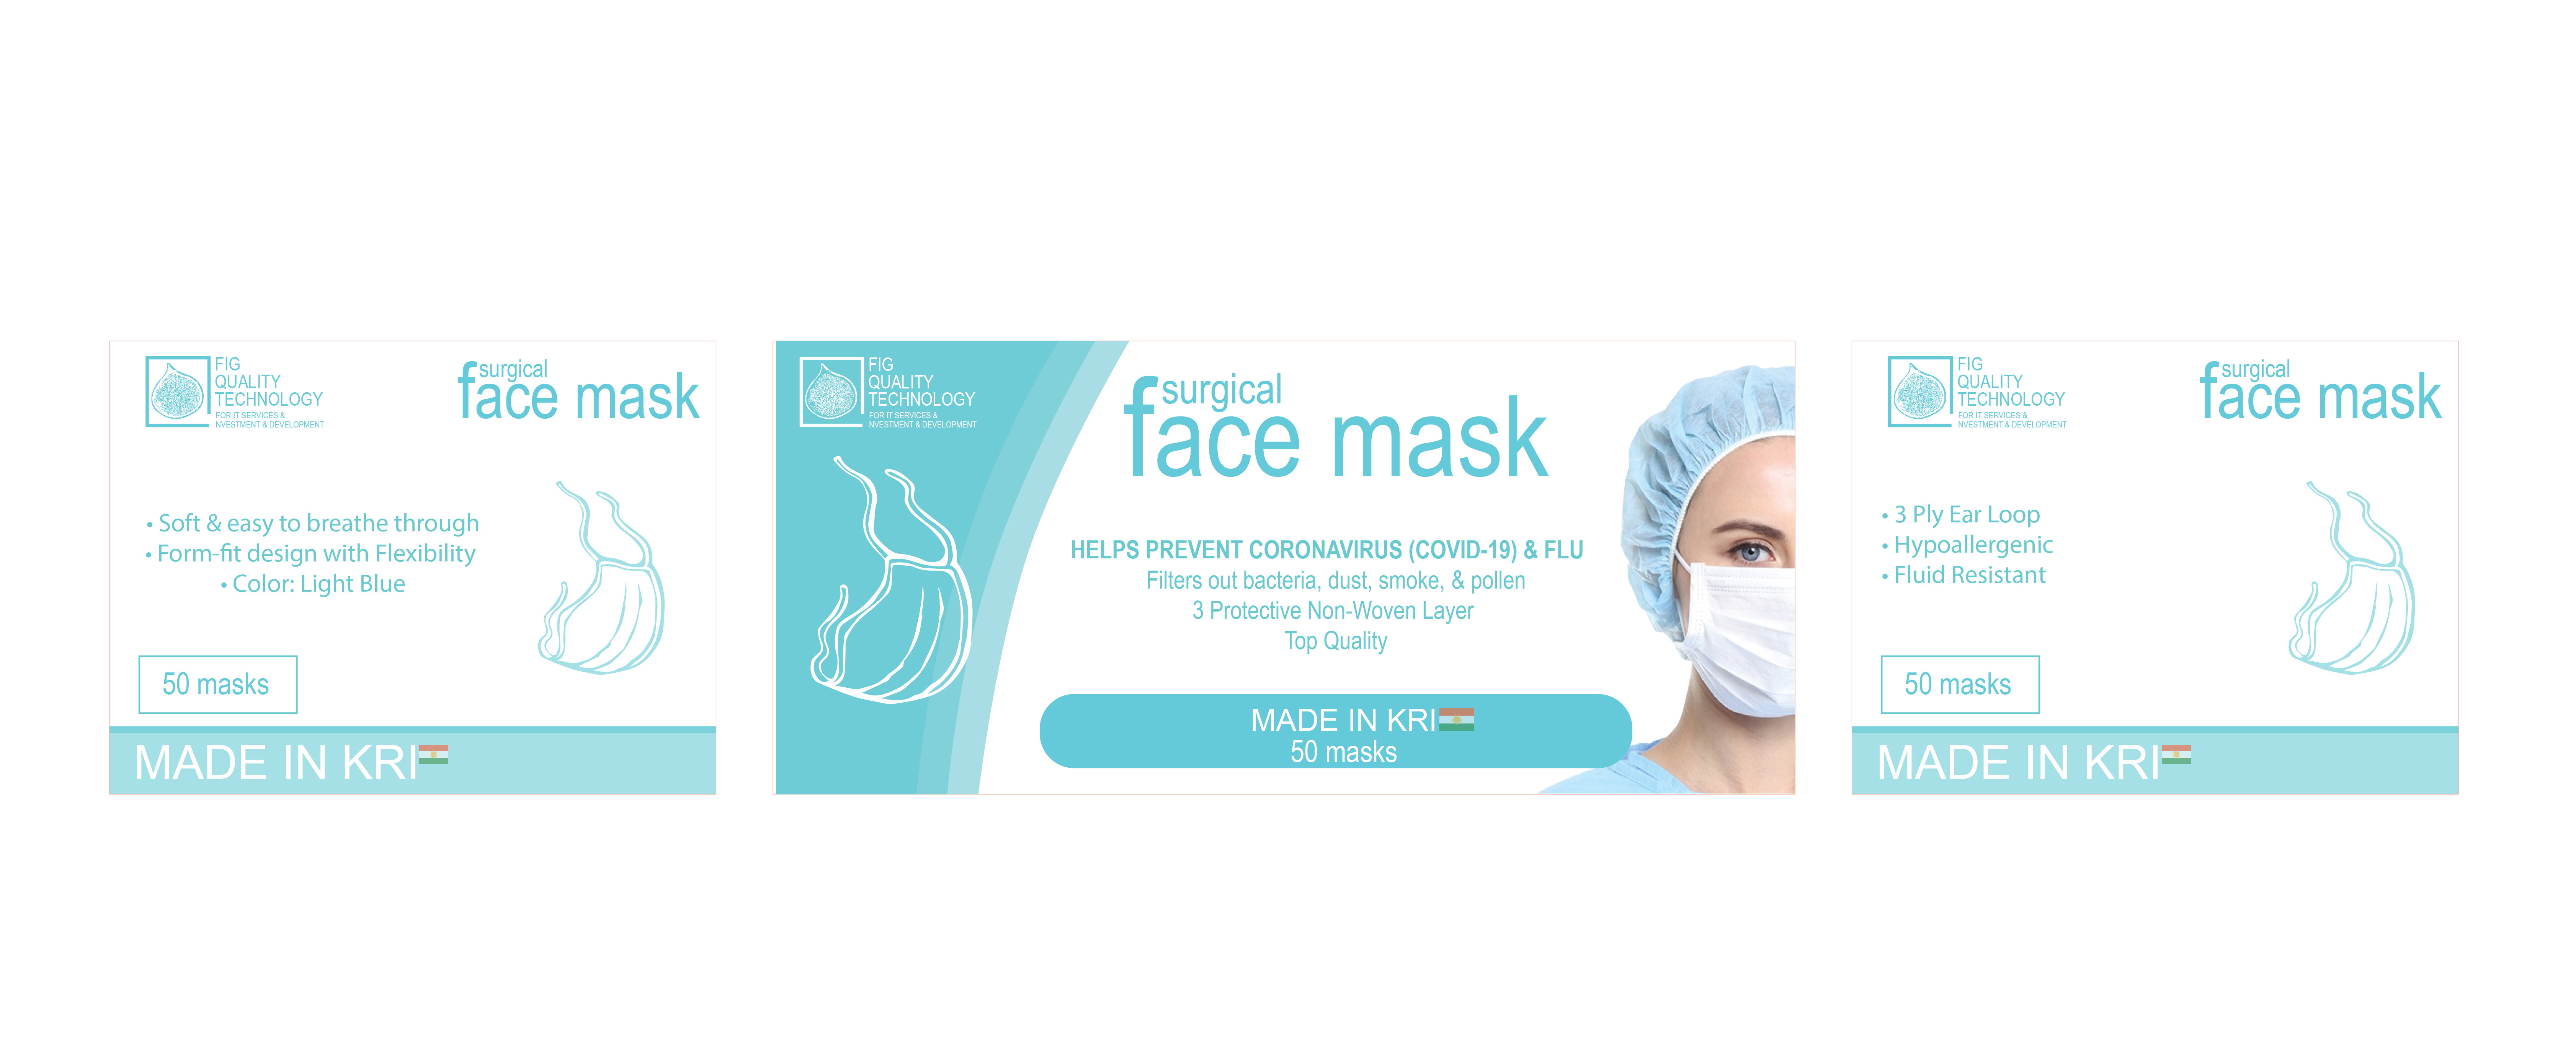 FIG
QUALITY
TECHNOLOGY
FOR IT SERVICES &
NVESTMENT & DEVELOPMENT
surgical
face mask
• Soft & easy to breathe through
• Form-fit design with Flexibility
• Color: Light Blue
50 masks
MADE IN KRI
FIG
QUALITY
TECHNOLOGY
FOR IT SERVICES &
NVESTMENT & DEVELOPMENT
surgical
face mask
HELPS PREVENT CORONAVIRUS (COVID-19) & FLU
Filters out bacteria, dust, smoke, & pollen
3 Protective Non-Woven Layer
Top Quality
MADE IN KRI
50 masks
FIG
QUALITY
TECHNOLOGY
FOR IT SERVICES &
NVESTMENT & DEVELOPMENT
surgical
face mask
• 3 Ply Ear Loop
• Hypoallergenic
• Fluid Resistant
50 masks
MADE IN KRI